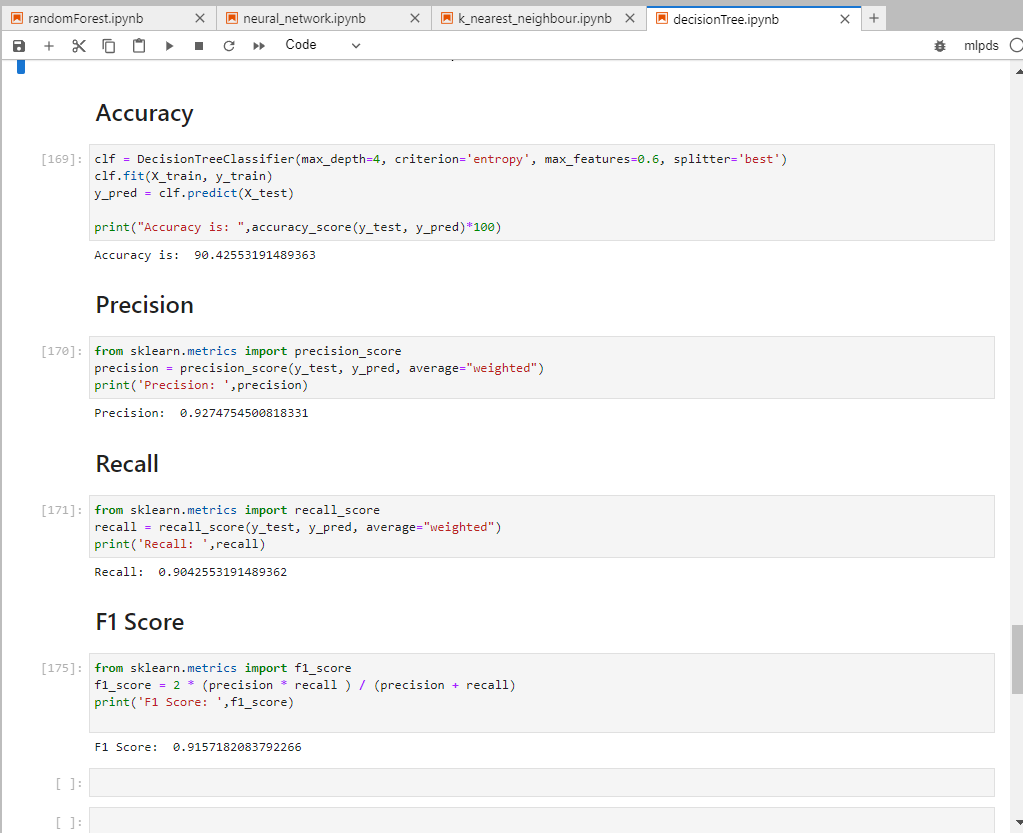 randomForest.ipynb
neural_network.ipynb
k_nearest_neighbour.ipynb
decisionTree.ipynb
Code
mlpds
Accuracy
[169]:
clf = DecisionTreeClassifier(max_depth=4, criterion='entropy', max_features=0.6, splitter='best')
clf.fit(X_train, y_train)
y_pred = clf.predict(X_test)
print("Accuracy is: ",accuracy_score(y_test, y_pred)*100)
Accuracy is:  90.42553191489363
Precision
[170]:
from sklearn.metrics import precision_score
precision = precision_score(y_test, y_pred, average="weighted")
print('Precision: ',precision)
Precision:  0.9274754500818331
Recall
[171]:
from sklearn.metrics import recall_score
recall = recall_score(y_test, y_pred, average="weighted")
print('Recall: ',recall)
Recall:  0.9042553191489362
F1 Score
[175]:
from sklearn.metrics import f1_score
f1_score = 2 * (precision * recall ) / (precision + recall)
print('F1 Score: ',f1_score)
F1 Score:  0.9157182083792266
[ ]:
[ ]: